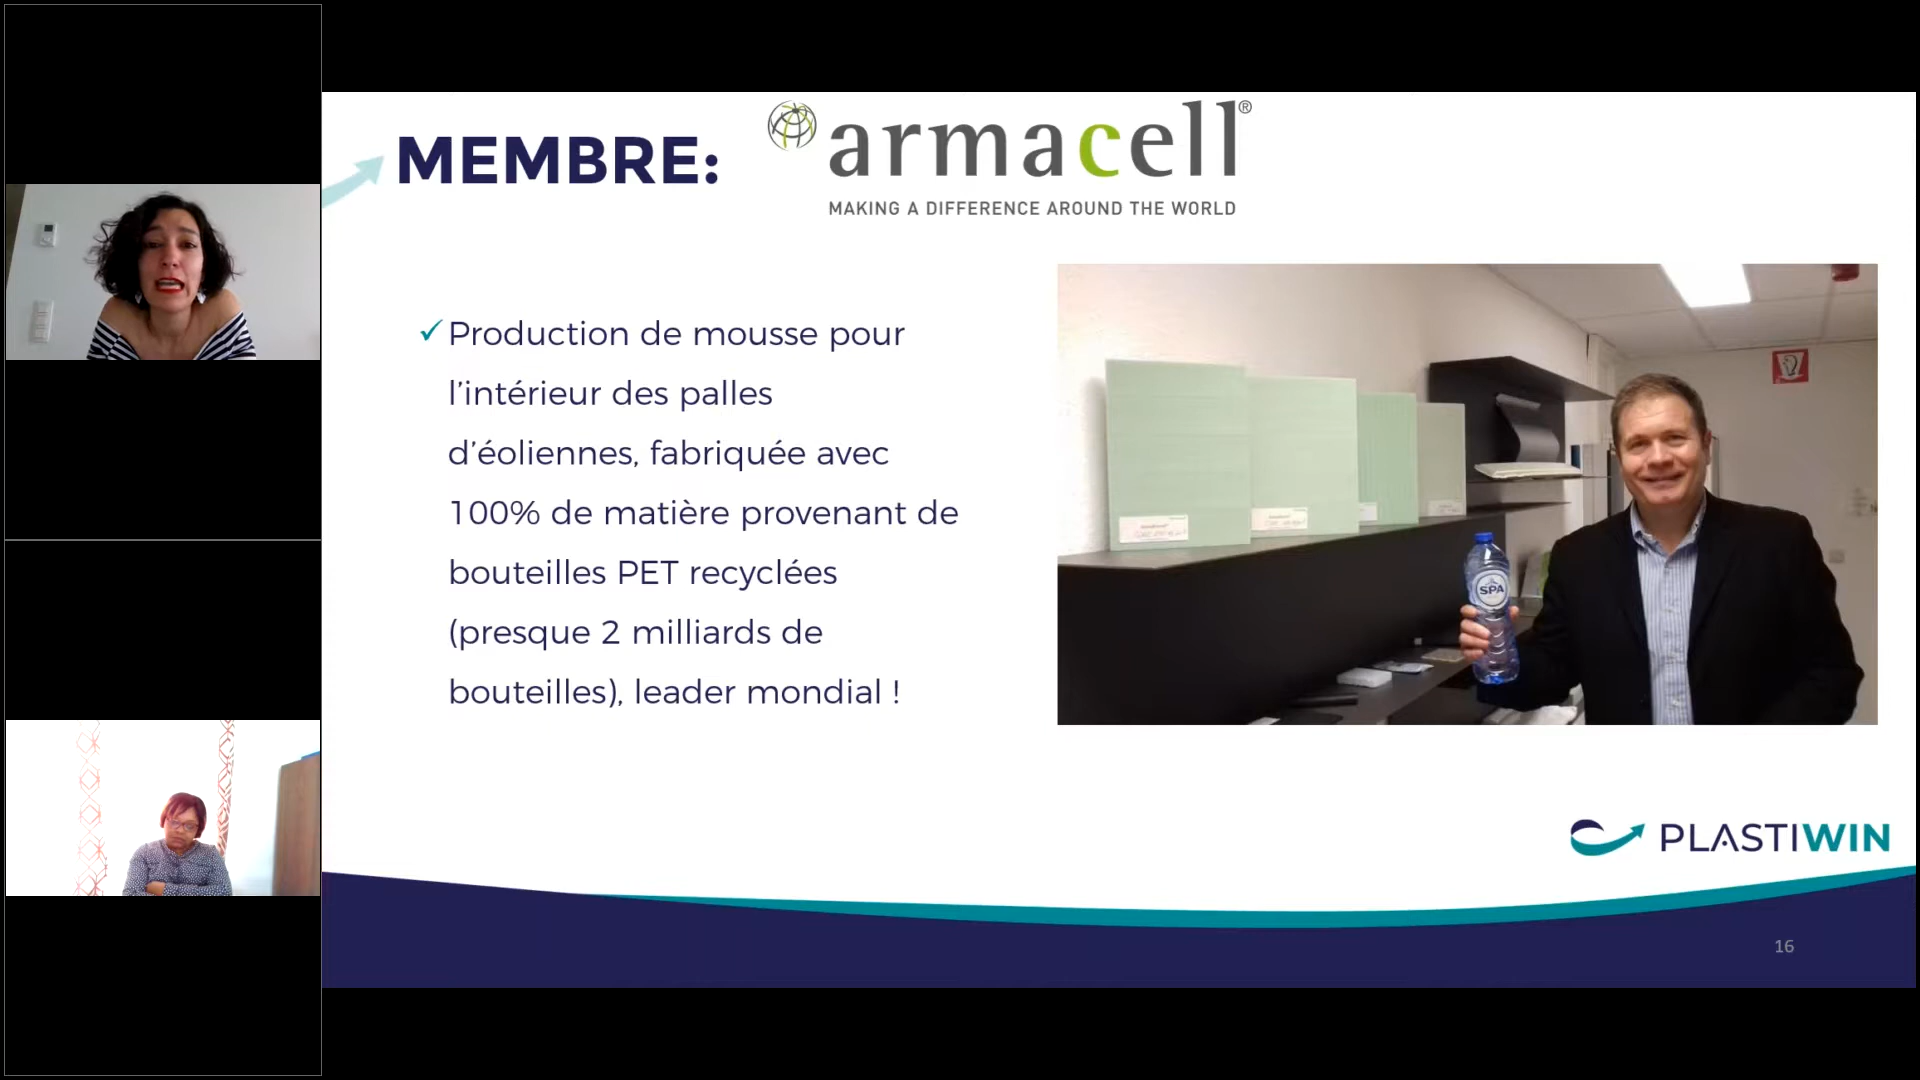 MEMBRE:
armacell®
MAKING A DIFFERENCE AROUND THE WORLD
✓ Production de mousse pour
l’intérieur des palles
d’éoliennes, fabriquée avec
100% de matière provenant de
bouteilles PET recyclées
(presque 2 milliards de
bouteilles), leader mondial !
SPA
PLASTIWIN
16